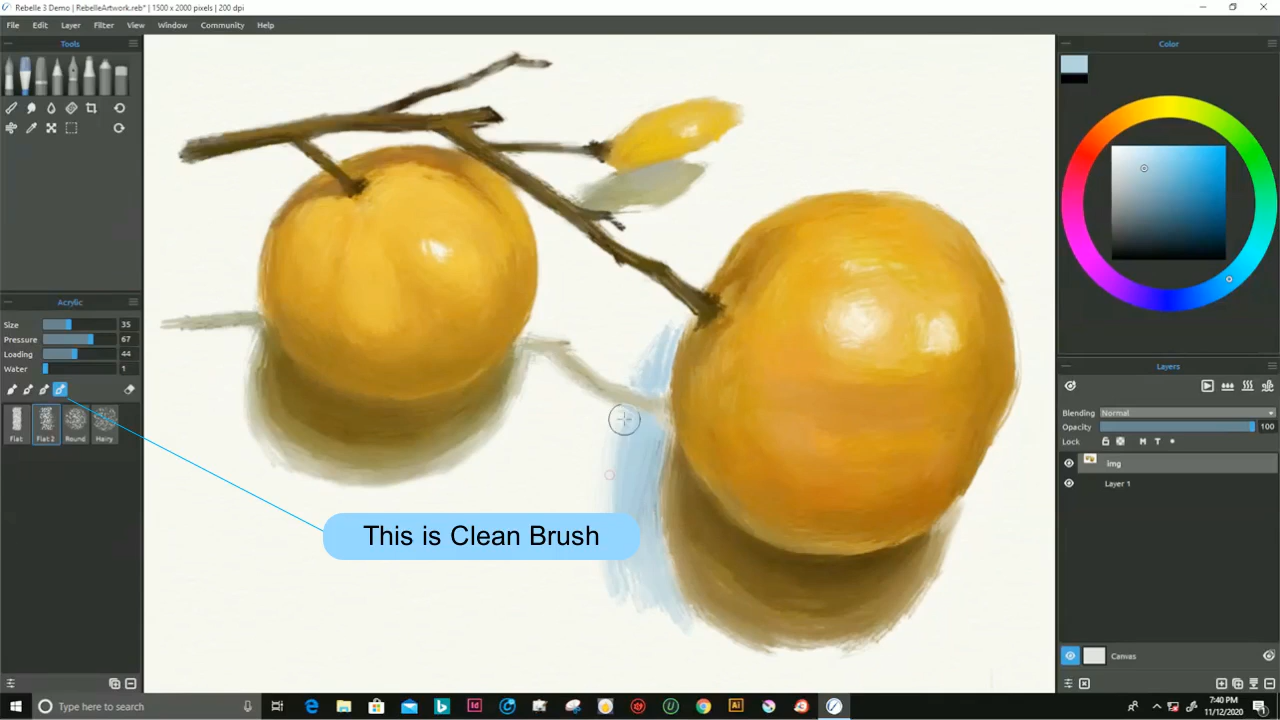 Rebelle 3 Demo | RebelleArtwork.reb* | 1500 x 2000 pixels | 200 dpi
File Edit Layer Filter View Window Community Help
Tools
Color
Acrylic
Size 35
Pressure 67
Loading 44
Water 1
Flat Flat 2 Round Hairy
This is Clean Brush
Layers
Blending Normal
Opacity 100
Lock M T
img
Layer 1
Canvas
Type here to search
7:40 PM
11/12/2020